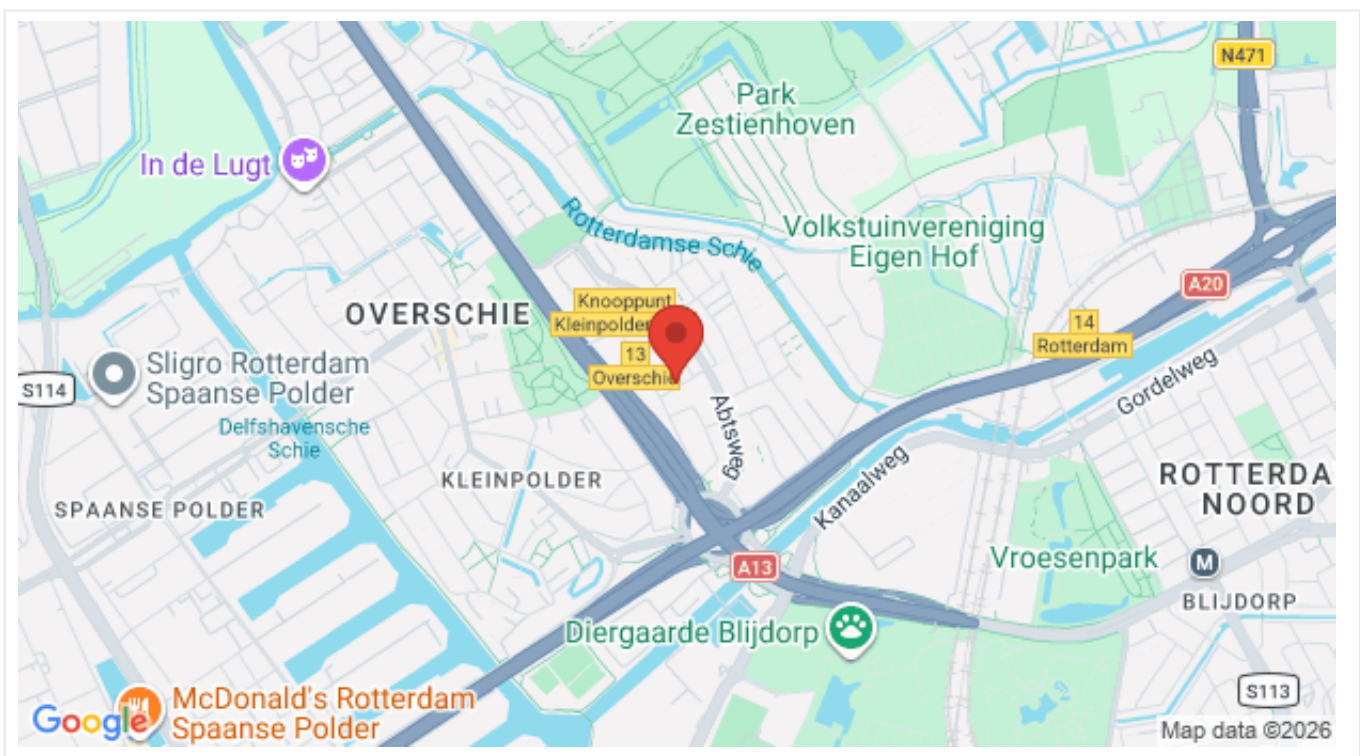 N471
Park
Zestienhoven
In de Lugt
Rotterdamse Schie
Volkstuinvereniging
Eigen Hof
A20
Knooppunt
Kleinpolder
OVERSCHIE
14
Rotterdam
13
Overschie
Sligro Rotterdam
Spaanse Polder
S114
Gordelweg
Abtsweg
Delfshavensche
Schie
KLEINPOLDER
Kanaalweg
ROTTERDA
NOORD
SPAANSE POLDER
Vroesenpark
M
A13
BLIJDORP
Diergaarde Blijdorp
S113
McDonald's Rotterdam
Spaanse Polder
Google
Map data ©2026